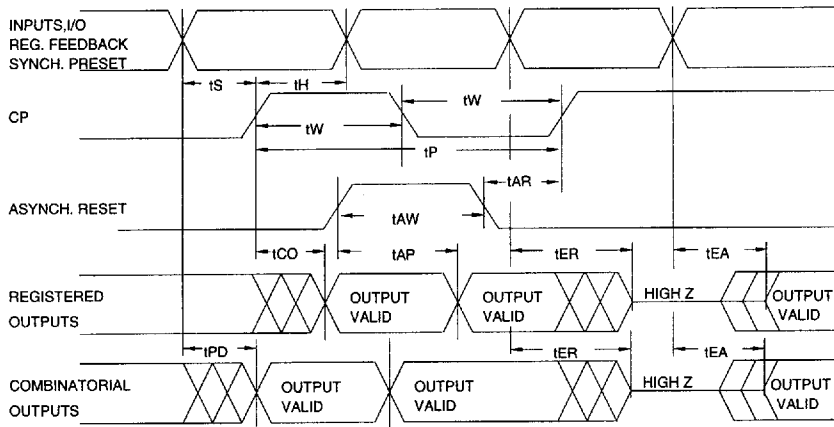 INPUTS,I/O
REG. FEEDBACK
SYNCH. PRESET
tS
tH
tW
CP
tW
tP
tAR
ASYNCH. RESET
tAW
tCO
tAP
tER
tEA
REGISTERED
OUTPUTS
OUTPUT
VALID
OUTPUT
VALID
HIGH Z
OUTPUT
VALID
tPD
tER
tEA
COMBINATORIAL
OUTPUTS
OUTPUT
VALID
OUTPUT
VALID
HIGH Z
OUTPUT
VALID